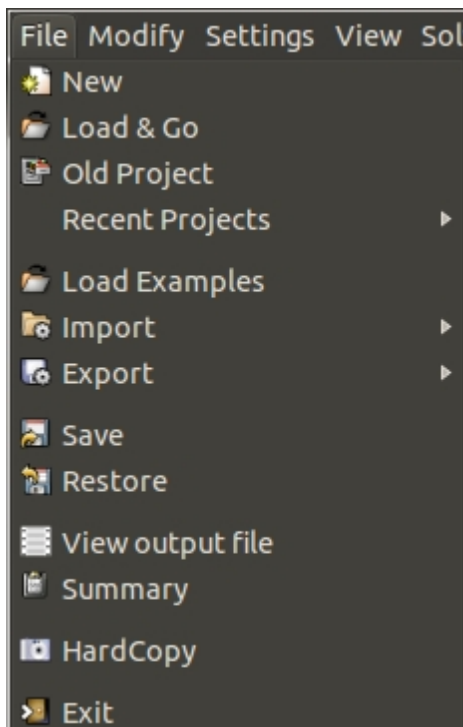 File Modify Settings View Sol
New
Load & Go
Old Project
Recent Projects
Load Examples
Import
Export
Save
Restore
View output file
Summary
HardCopy
Exit